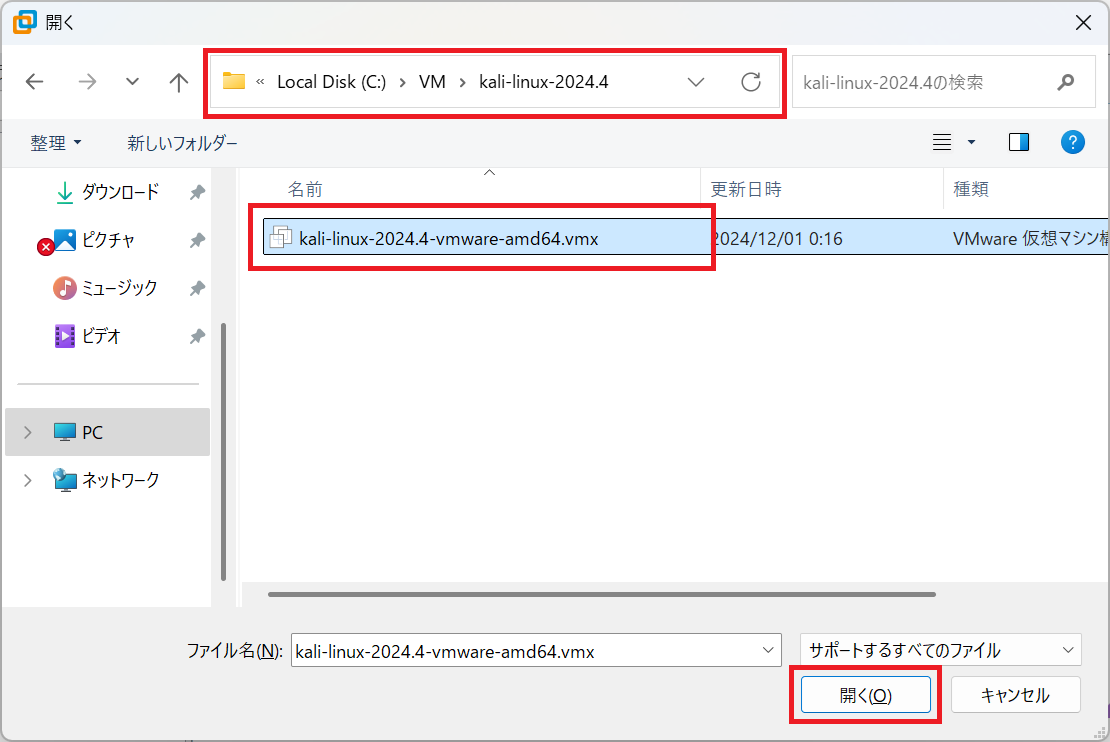 開く
« Local Disk (C:) › VM › kali-linux-2024.4
kali-linux-2024.4の検索
整理
新しいフォルダー
?
ダウンロード
ピクチャ
ミュージック
ビデオ
PC
ネットワーク
名前 更新日時 種類
kali-linux-2024.4-vmware-amd64.vmx 2024/12/01 0:16 VMware 仮想マシン構
ファイル名(N): kali-linux-2024.4-vmware-amd64.vmx サポートするすべてのファイル
開く(O) キャンセル